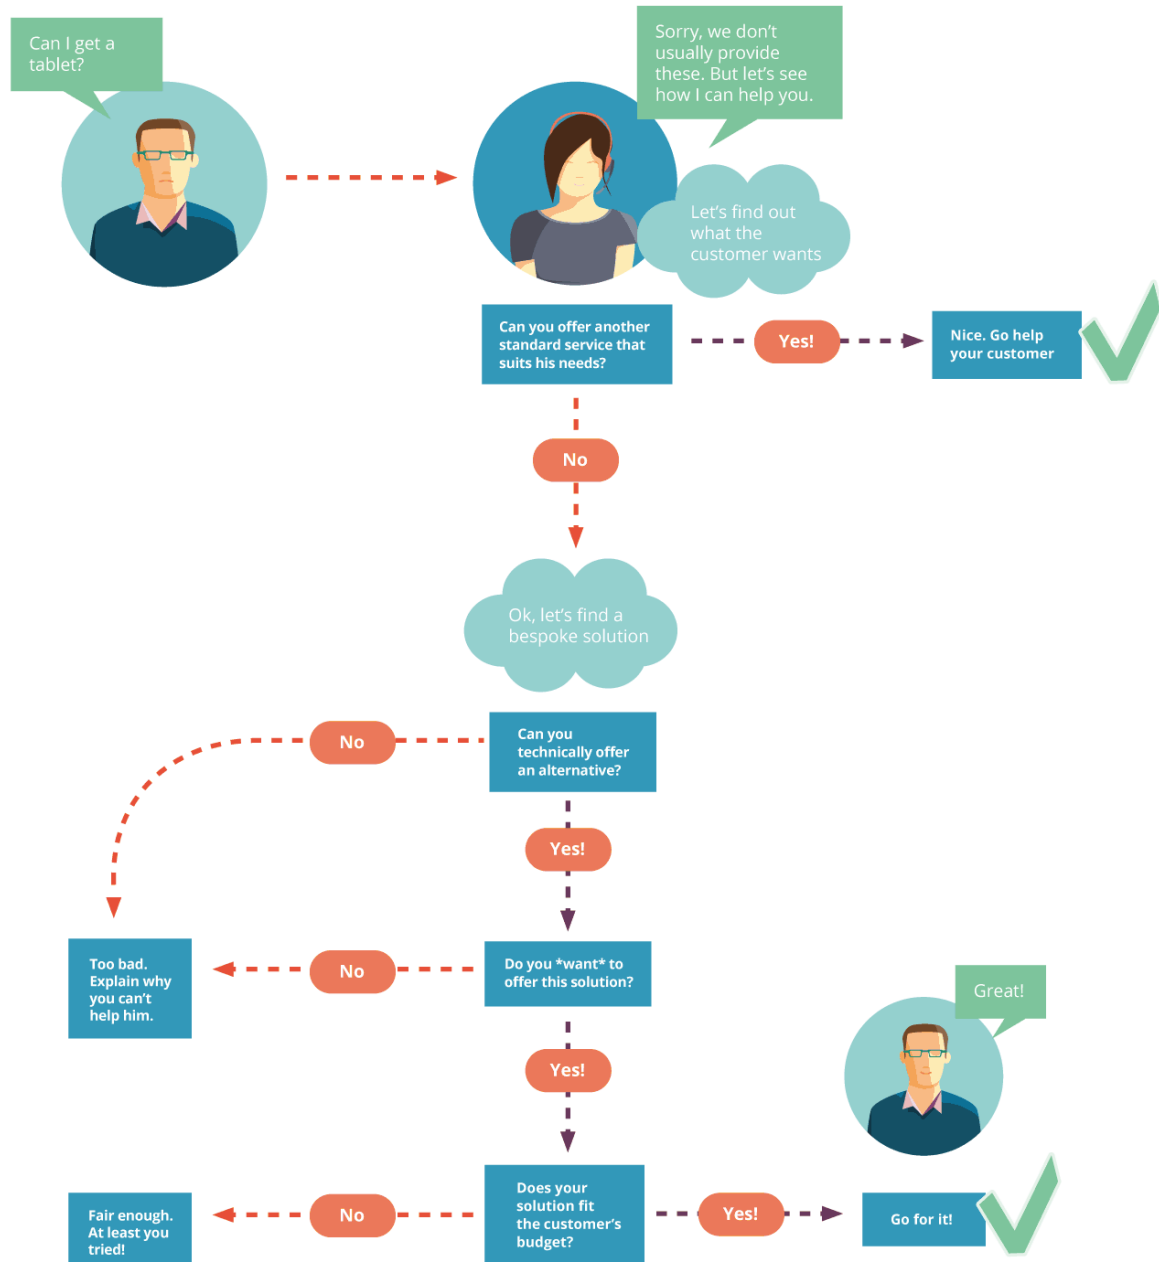 Can I get a
tablet?
Sorry, we don't
usually provide
these. But let's see
how I can help you.
Let's find out
what the
customer wants
Can you offer another
standard service that
suits his needs?
Yes!
Nice. Go help
your customer
No
Ok, let's find a
bespoke solution
No
Can you
technically offer
an alternative?
Yes!
Too bad.
Explain why
you can't
help him.
No
Do you *want* to
offer this solution?
Great!
Yes!
Fair enough.
At least you
tried!
No
Does your
solution fit
the customer's
budget?
Yes!
Go for it!